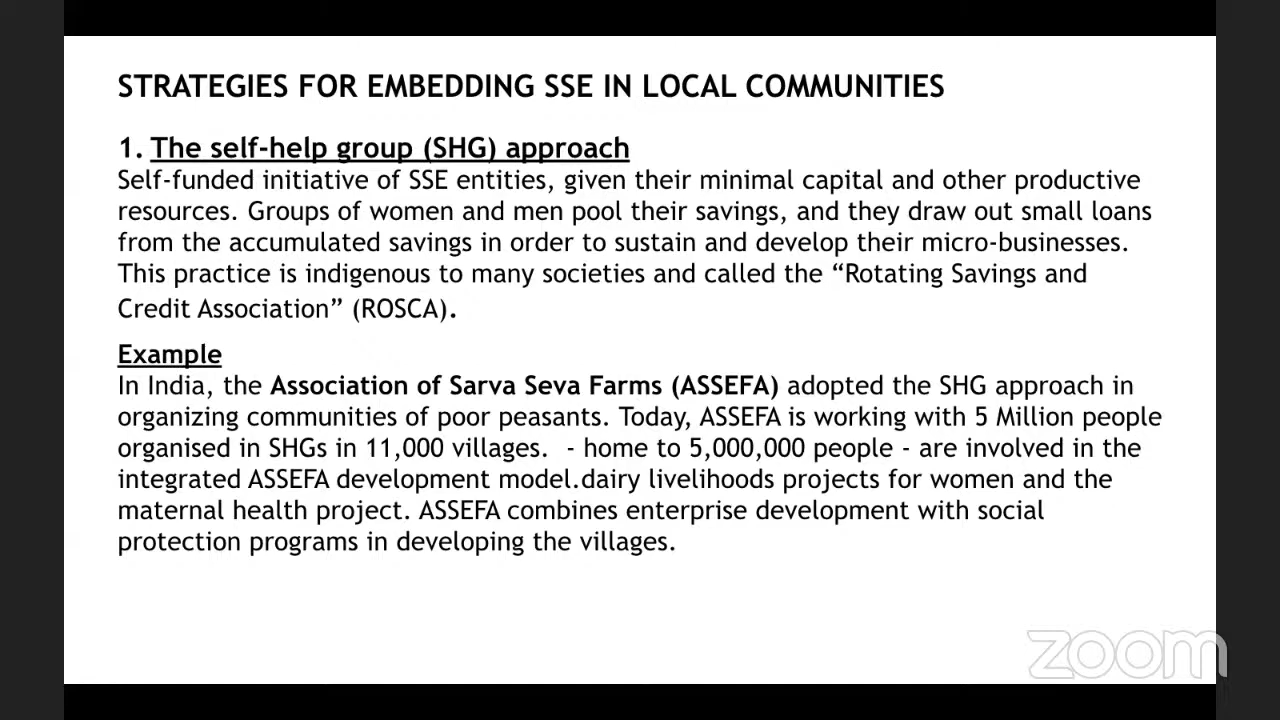 STRATEGIES FOR EMBEDDING SSE IN LOCAL COMMUNITIES
1. The self-help group (SHG) approach
Self-funded initiative of SSE entities, given their minimal capital and other productive
resources. Groups of women and men pool their savings, and they draw out small loans
from the accumulated savings in order to sustain and develop their micro-businesses.
This practice is indigenous to many societies and called the “Rotating Savings and
Credit Association” (ROSCA).
Example
In India, the Association of Sarva Seva Farms (ASSEFA) adopted the SHG approach in
organizing communities of poor peasants. Today, ASSEFA is working with 5 Million people
organised in SHGs in 11,000 villages.  - home to 5,000,000 people - are involved in the
integrated ASSEFA development model.dairy livelihoods projects for women and the
maternal health project. ASSEFA combines enterprise development with social
protection programs in developing the villages.
zoom